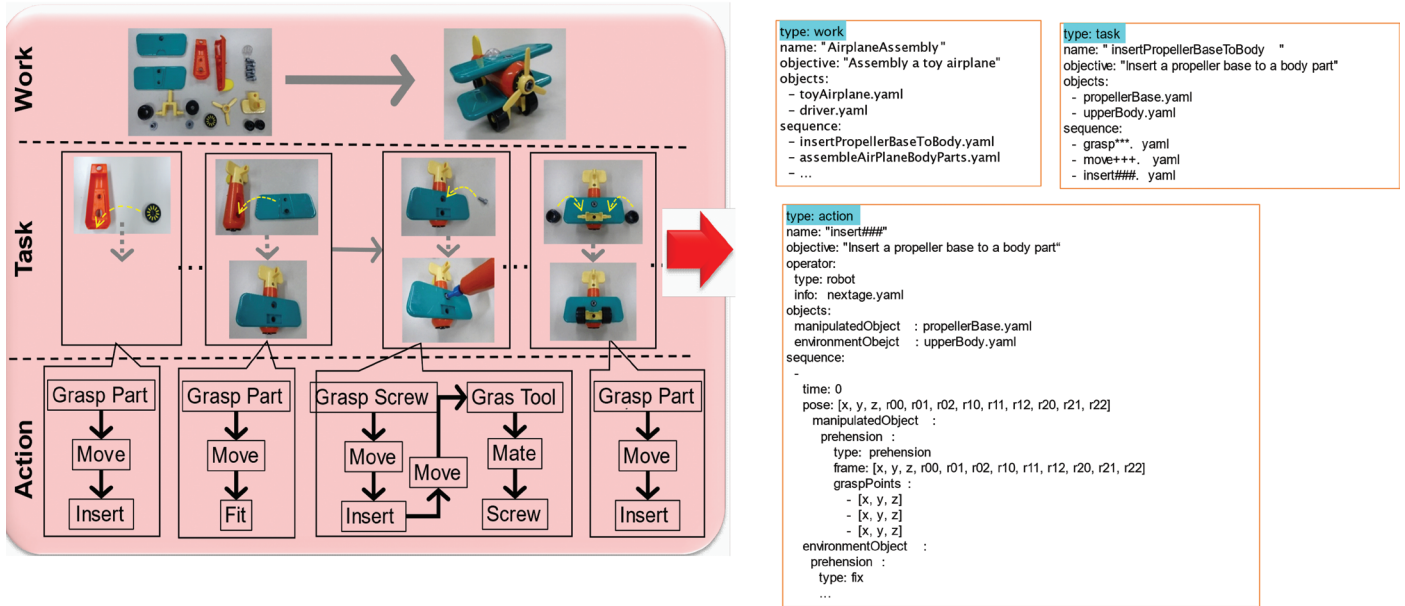 Work
Task
...
...
...
Action
Grasp Part
Move
Insert
Grasp Part
Move
Fit
Grasp Screw
Move
Insert
Move
Gras Tool
Mate
Screw
Grasp Part
Move
Insert
type: work
name: "AirplaneAssembly"
objective: "Assembly a toy airplane"
objects:
- toyAirplane.yaml
- driver.yaml
sequence:
- insertPropellerBaseToBody.yaml
- assembleAirPlaneBodyParts.yaml
- ...
type: task
name: " insertPropellerBaseToBody "
objective: "Insert a propeller base to a body part"
objects:
- propellerBase.yaml
- upperBody.yaml
sequence:
- grasp***. yaml
- move+++. yaml
- insert###. yaml
type: action
name: "insert###"
objective: "Insert a propeller base to a body part“
operator:
type: robot
info: nextage.yaml
objects:
manipulatedObject : propellerBase.yaml
environmentObejct : upperBody.yaml
sequence:
-
time: 0
pose: [x, y, z, r00, r01, r02, r10, r11, r12, r20, r21, r22]
manipulatedObject :
prehension :
type: prehension
frame: [x, y, z, r00, r01, r02, r10, r11, r12, r20, r21, r22]
graspPoints :
- [x, y, z]
- [x, y, z]
- [x, y, z]
environmentObject :
prehension :
type: fix
...